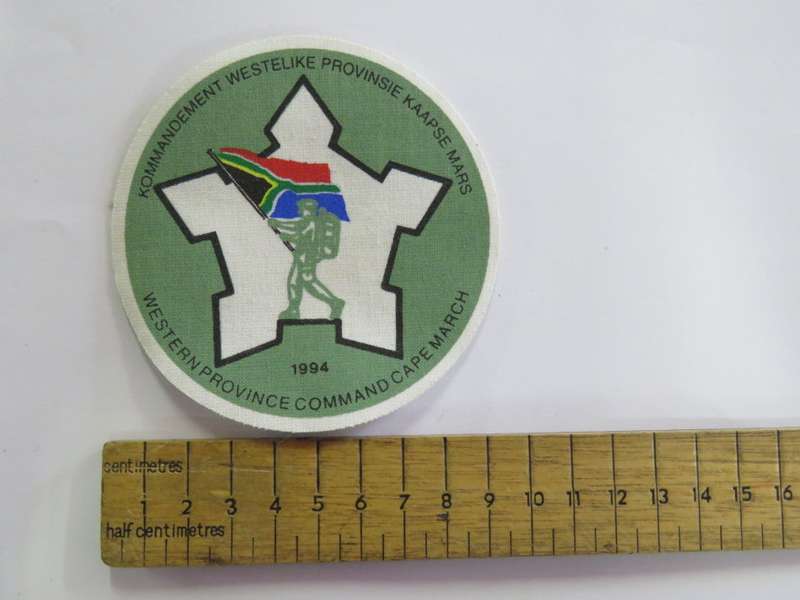 KOMMANDEMENT WESTELIKE PROVINSIE KAAPSE MARS
1994
WESTERN PROVINCE COMMAND CAPE MARCH
centimetres
1 2 3 4 5 6 7 8 9 10 11 12 13 14 15 16
half centimetres